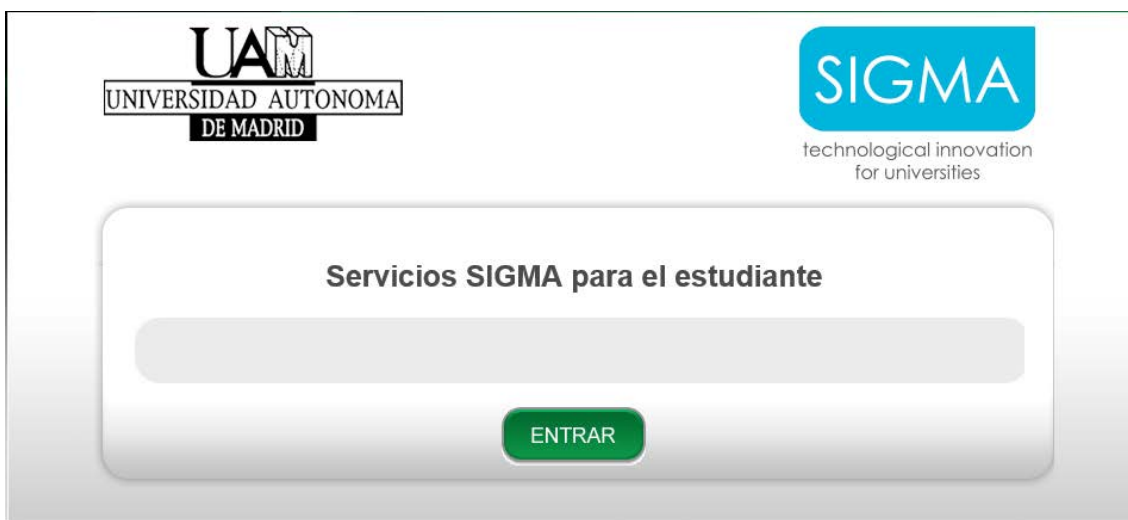 UAM
UNIVERSIDAD AUTONOMA
DE MADRID
SIGMA
technological innovation
for universities
Servicios SIGMA para el estudiante
ENTRAR